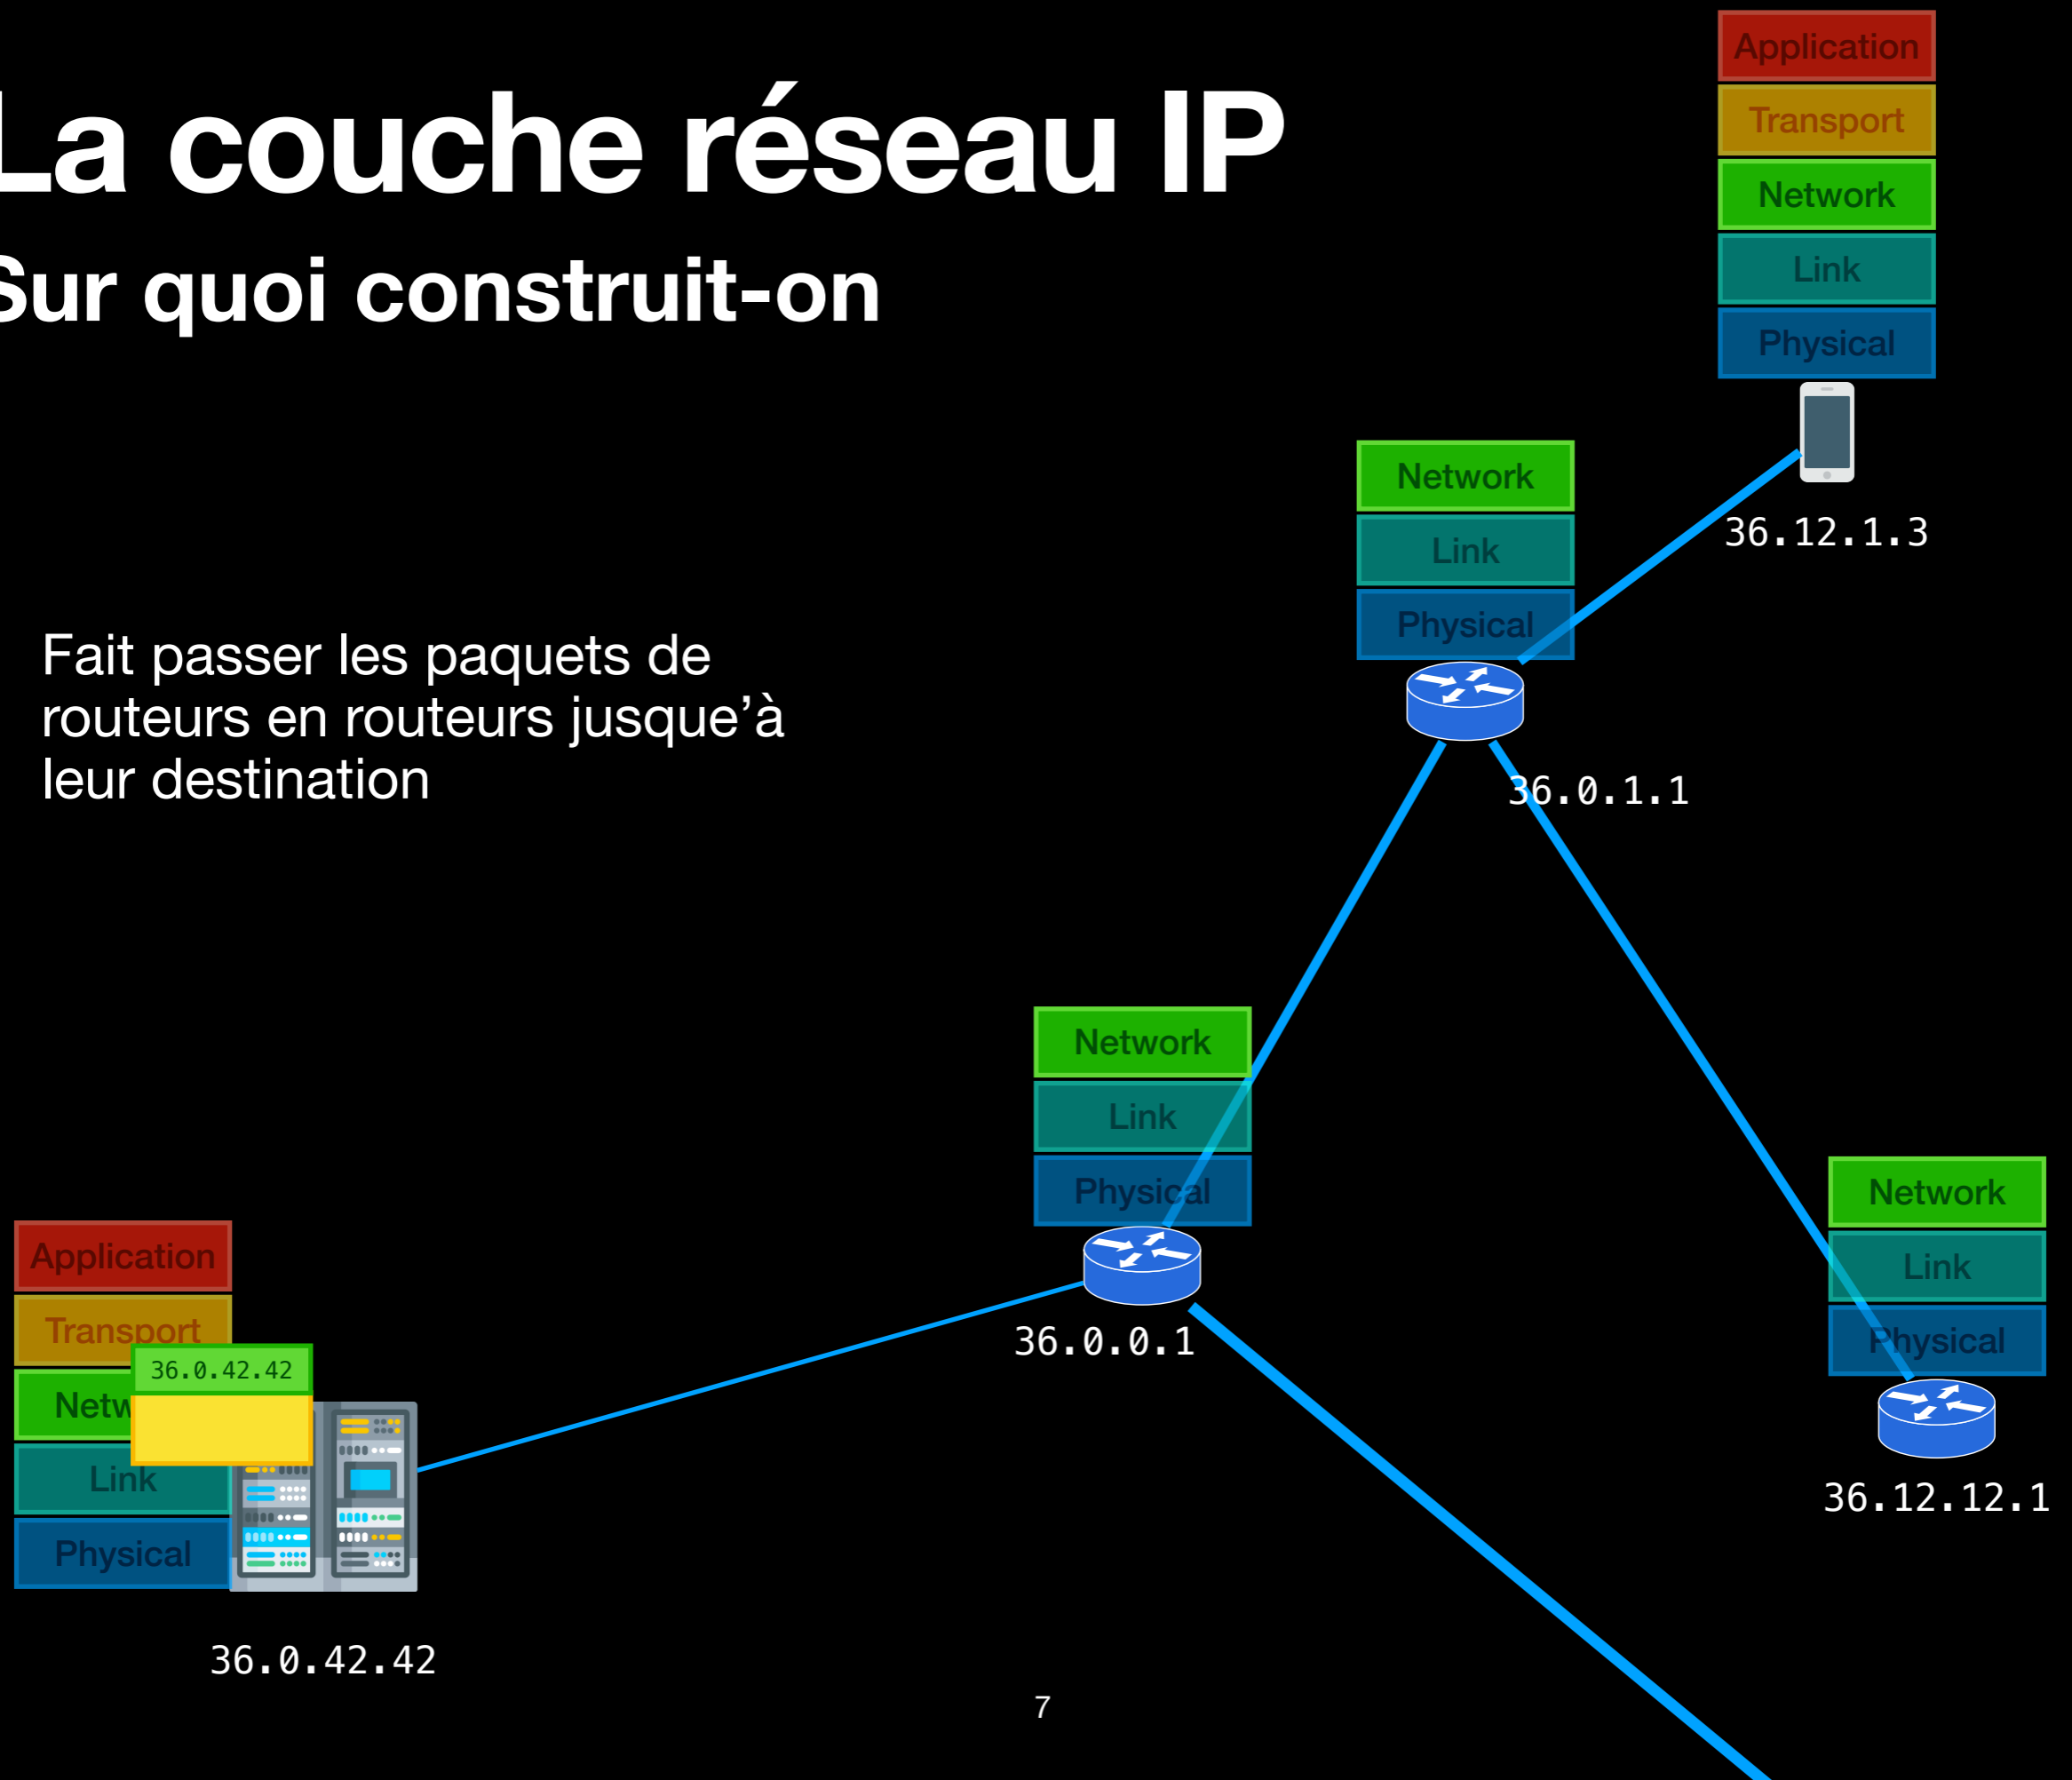 La couche réseau IP
Sur quoi construit-on
Fait passer les paquets de
routeurs en routeurs jusque’à
leur destination
Application
Transport
Network
Link
Physical
36.12.1.3
Network
Link
Physical
36.0.1.1
Network
Link
Physical
36.0.0.1
Network
Link
Physical
36.12.12.1
Application
Transport
36.0.42.42
Netw
Link
Physical
36.0.42.42
7